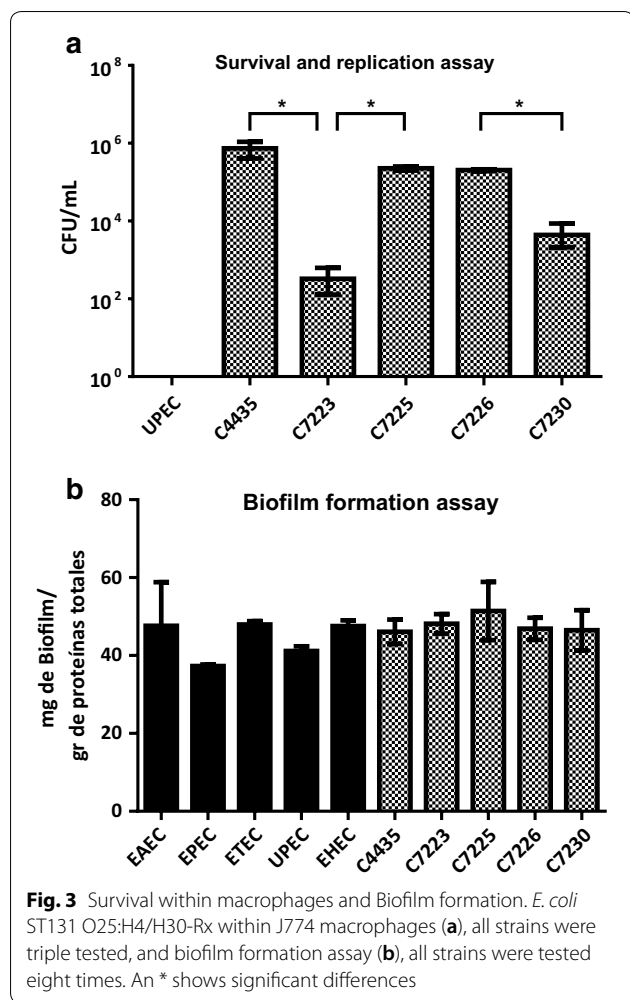 a
Survival and replication assay
CFU/mL
10⁸
10⁶
10⁴
10²
10⁰
* * *
UPEC C4435 C7223 C7225 C7226 C7230
b
Biofilm formation assay
mg de Biofilm/
gr de proteínas totales
80
60
40
20
0
EAEC EPEC ETEC UPEC EHEC C4435 C7223 C7225 C7226 C7230
Fig. 3 Survival within macrophages and Biofilm formation. E. coli
ST131 O25:H4/H30-Rx within J774 macrophages (a), all strains were
triple tested, and biofilm formation assay (b), all strains were tested
eight times. An * shows significant differences